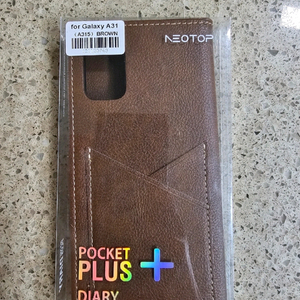 for Galaxy A31
(A315) BROWN
NEOTOP
POCKET
PLUS +
DIARY